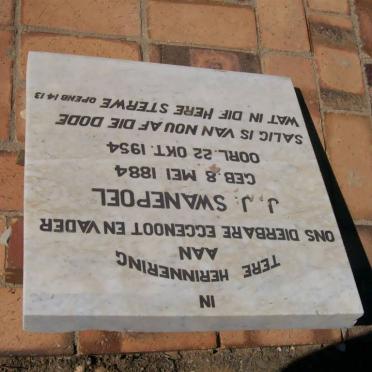 IN
TERE HERINNERING
AAN
ONS DIERBARE EGGENOOT EN VADER
J. J. SWANEPOEL
GEB. 8 MEI 1884
OORL. 22 OKT. 1954
SALIG IS VAN NOU AF DIE DODE
WAT IN DIE HERE STERWE OPENB 14·13